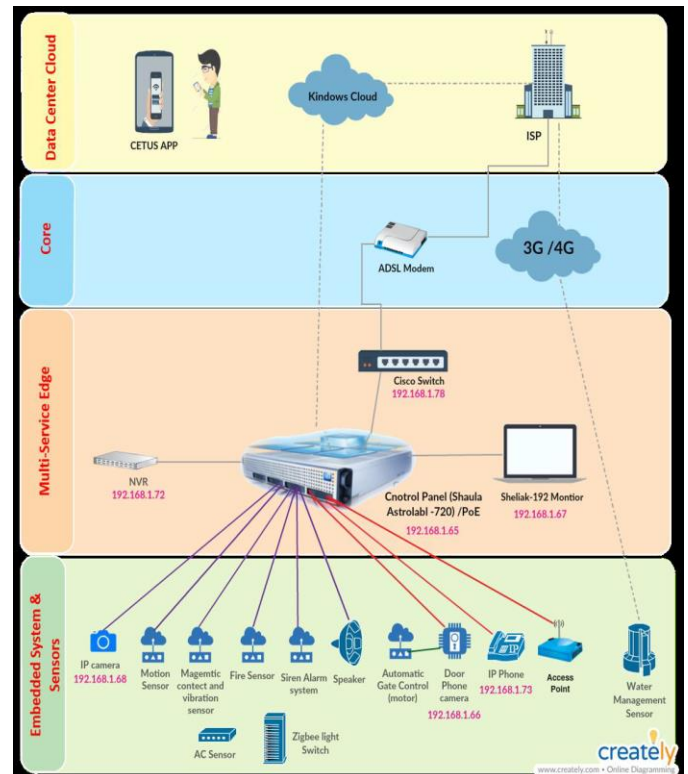 Data Center Cloud
CETUS APP
Kindows Cloud
ISP
Core
ADSL Modem
3G /4G
Multi-Service Edge
Cisco Switch
192.168.1.78
NVR
192.168.1.72
Cnotrol Panel (Shaula
Astrolabl -720) /PoE
192.168.1.65
Sheliak-192 Montior
192.168.1.67
Embedded System &
Sensors
IP camera
192.168.1.68
Motion
Sensor
Magemtic
contect and
vibration
sensor
Fire Sensor
Siren Alarm
system
Speaker
Automatic
Gate Control
(motor)
Door
Phone
camera
192.168.1.66
IP Phone
192.168.1.73
Access
Point
Water
Management
Sensor
AC Sensor
Zigbee light
Switch
creately
www.creately.com • Online Diagramming